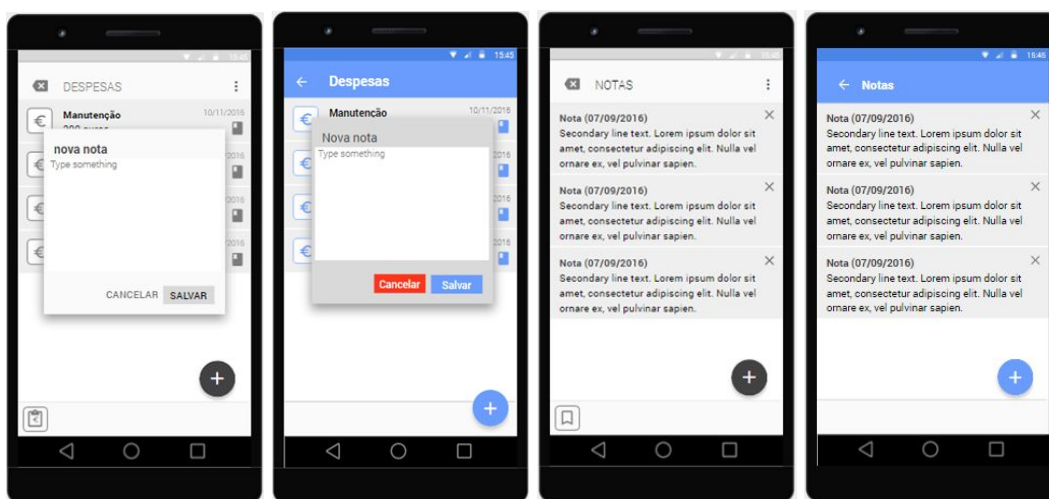 15:45
DESPESAS
Manutenção
10/11/2016
200 euros
nova nota
Type something
2016
2016
2016
CANCELAR SALVAR
15:45
Despesas
Manutenção
10/11/2016
Nova nota
Type something
2016
2016
2016
Cancelar Salvar
15:45
NOTAS
Nota (07/09/2016)
Secondary line text. Lorem ipsum dolor sit
amet, consectetur adipiscing elit. Nulla vel
ornare ex, vel pulvinar sapien.
Nota (07/09/2016)
Secondary line text. Lorem ipsum dolor sit
amet, consectetur adipiscing elit. Nulla vel
ornare ex, vel pulvinar sapien.
Nota (07/09/2016)
Secondary line text. Lorem ipsum dolor sit
amet, consectetur adipiscing elit. Nulla vel
ornare ex, vel pulvinar sapien.
15:45
Notas
Nota (07/09/2016)
Secondary line text. Lorem ipsum dolor sit
amet, consectetur adipiscing elit. Nulla vel
ornare ex, vel pulvinar sapien.
Nota (07/09/2016)
Secondary line text. Lorem ipsum dolor sit
amet, consectetur adipiscing elit. Nulla vel
ornare ex, vel pulvinar sapien.
Nota (07/09/2016)
Secondary line text. Lorem ipsum dolor sit
amet, consectetur adipiscing elit. Nulla vel
ornare ex, vel pulvinar sapien.